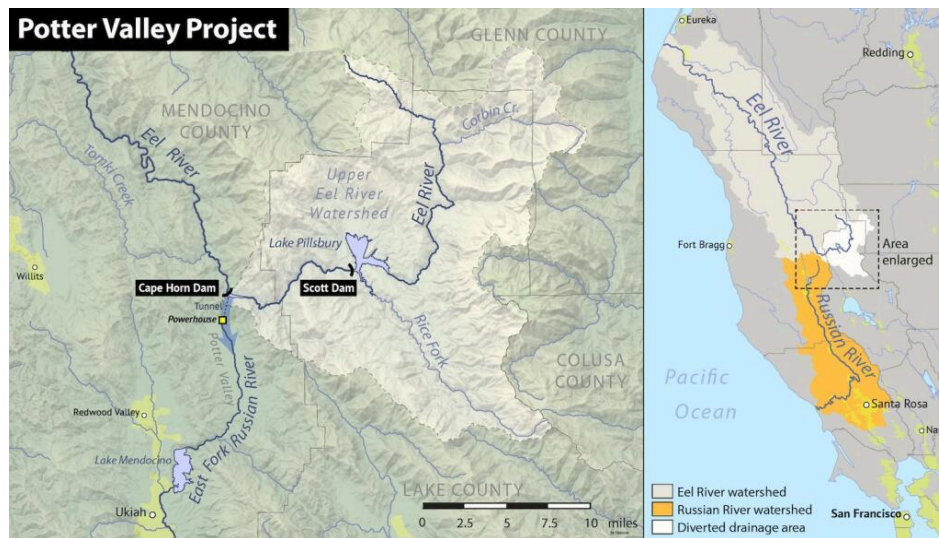 Potter Valley Project
GLENN COUNTY
MENDOCINO
COUNTY
Eel River
Tomki Creek
Corbin Cr.
Upper
Eel River
Watershed
Eel River
Lake Pillsbury
Willits
Cape Horn Dam
Scott Dam
Tunnel
Powerhouse
Potter Valley
Rice Fork
COLUSA
COUNTY
Redwood Valley
East Fork Russian River
Lake Mendocino
Ukiah
LAKE COUNTY
0 2.5 5 7.5 10 miles
Eureka
Redding
Eel River
Fort Bragg
Area
enlarged
Russian River
Pacific
Ocean
Santa Rosa
Na
San Francisco
Eel River watershed
Russian River watershed
Diverted drainage area